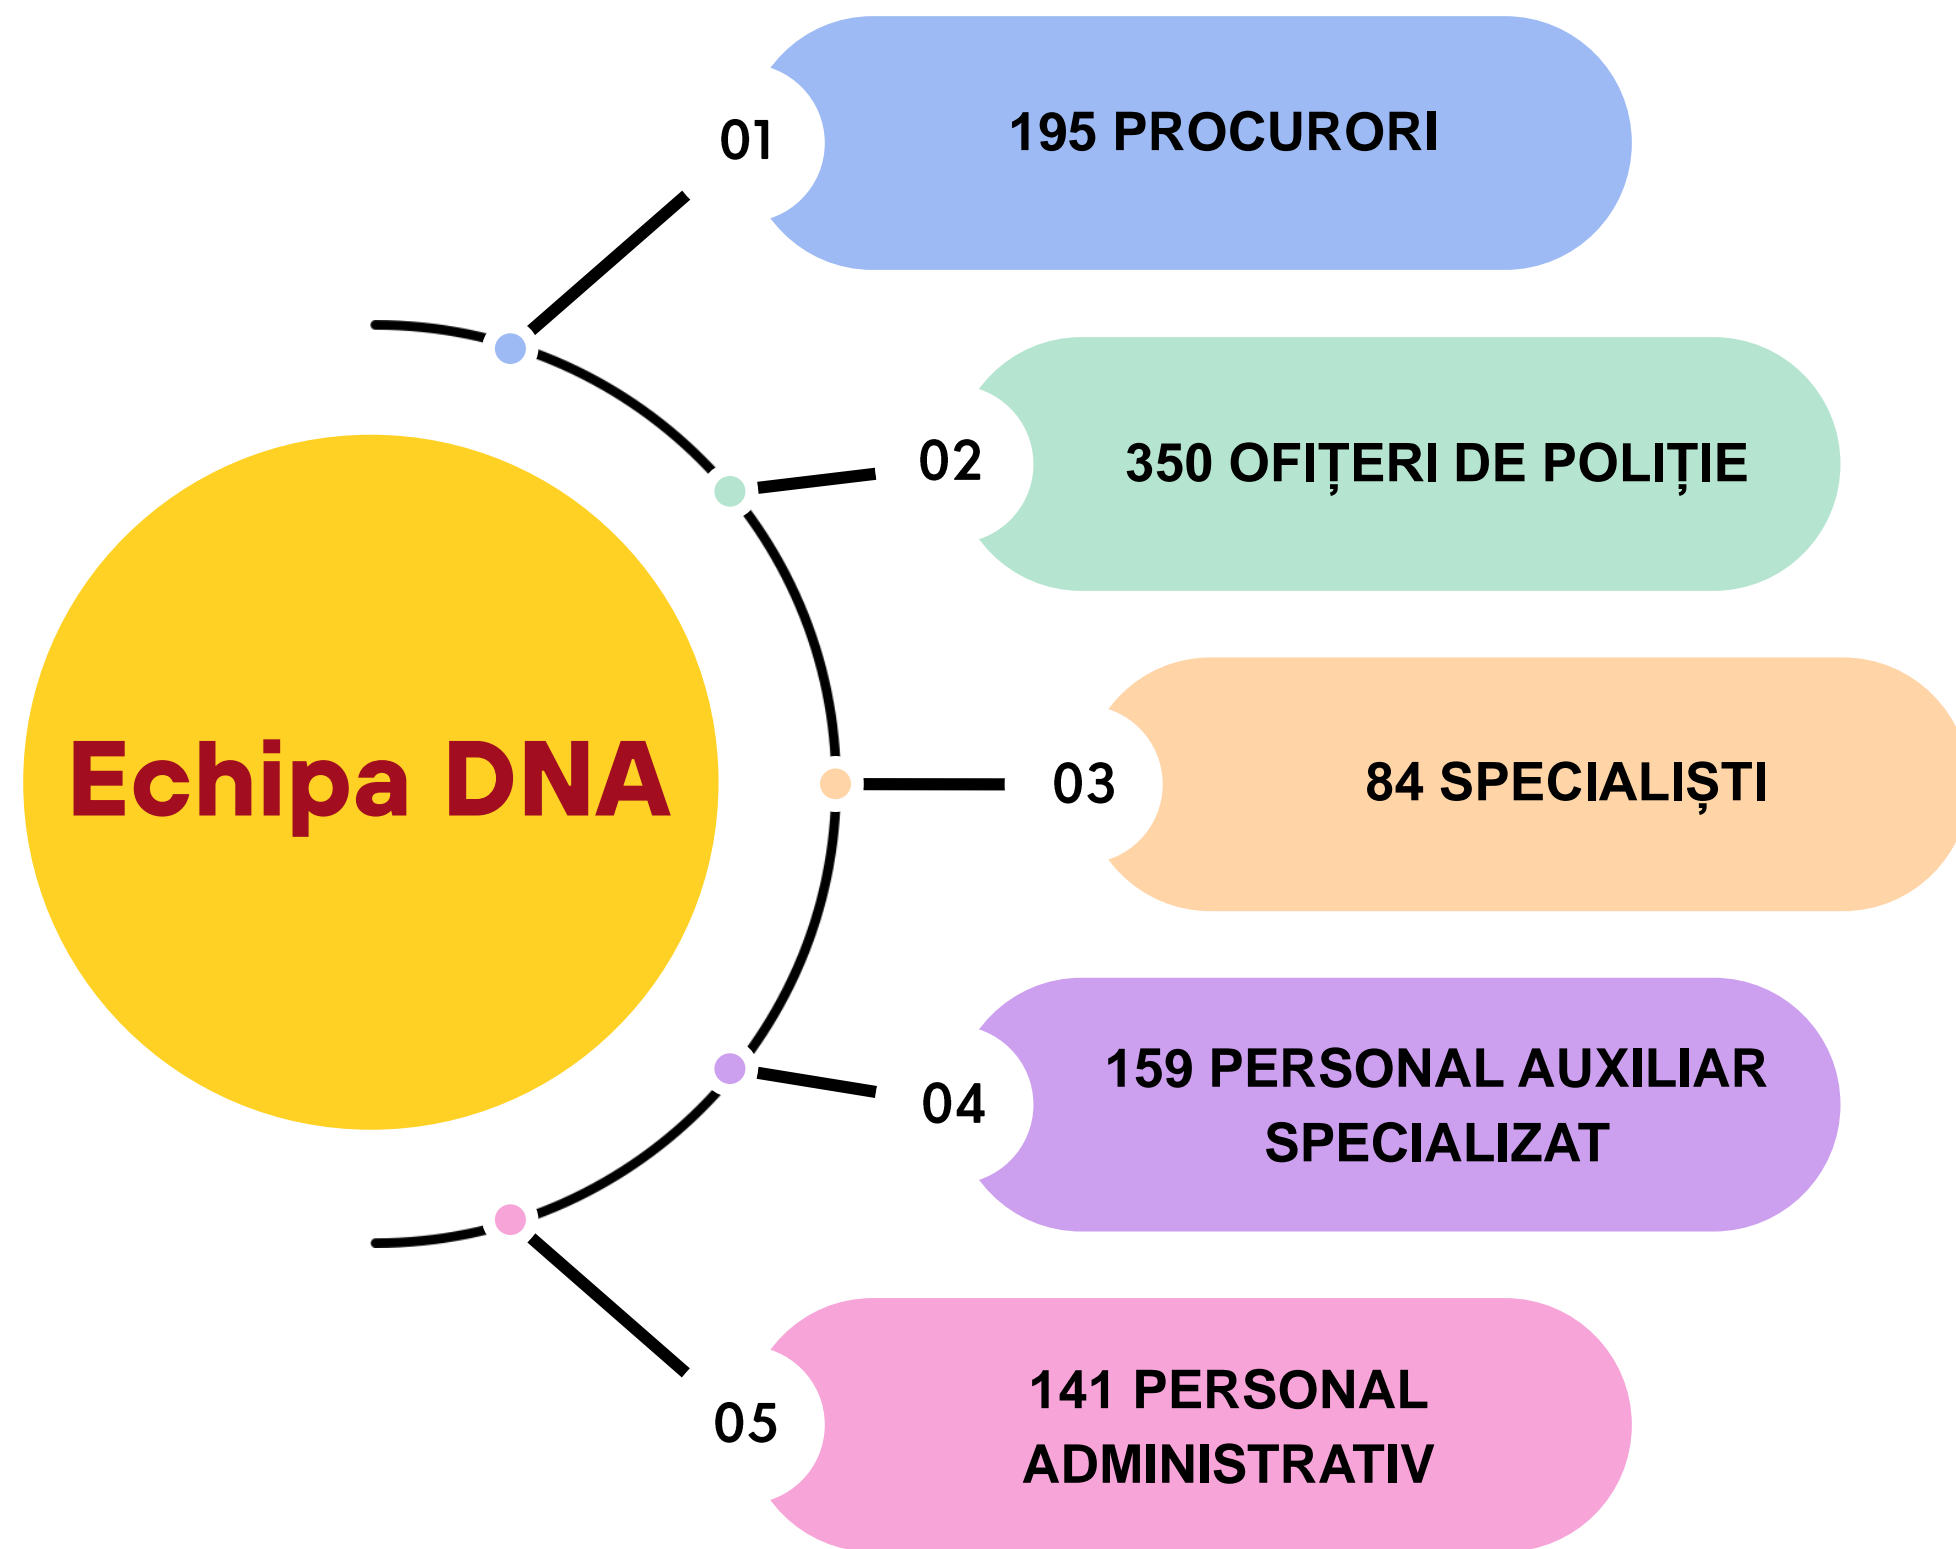 Echipa DNA
01
195 PROCURORI
02
350 OFIȚERI DE POLIȚIE
03
84 SPECIALIȘTI
04
159 PERSONAL AUXILIAR
SPECIALIZAT
05
141 PERSONAL
ADMINISTRATIV